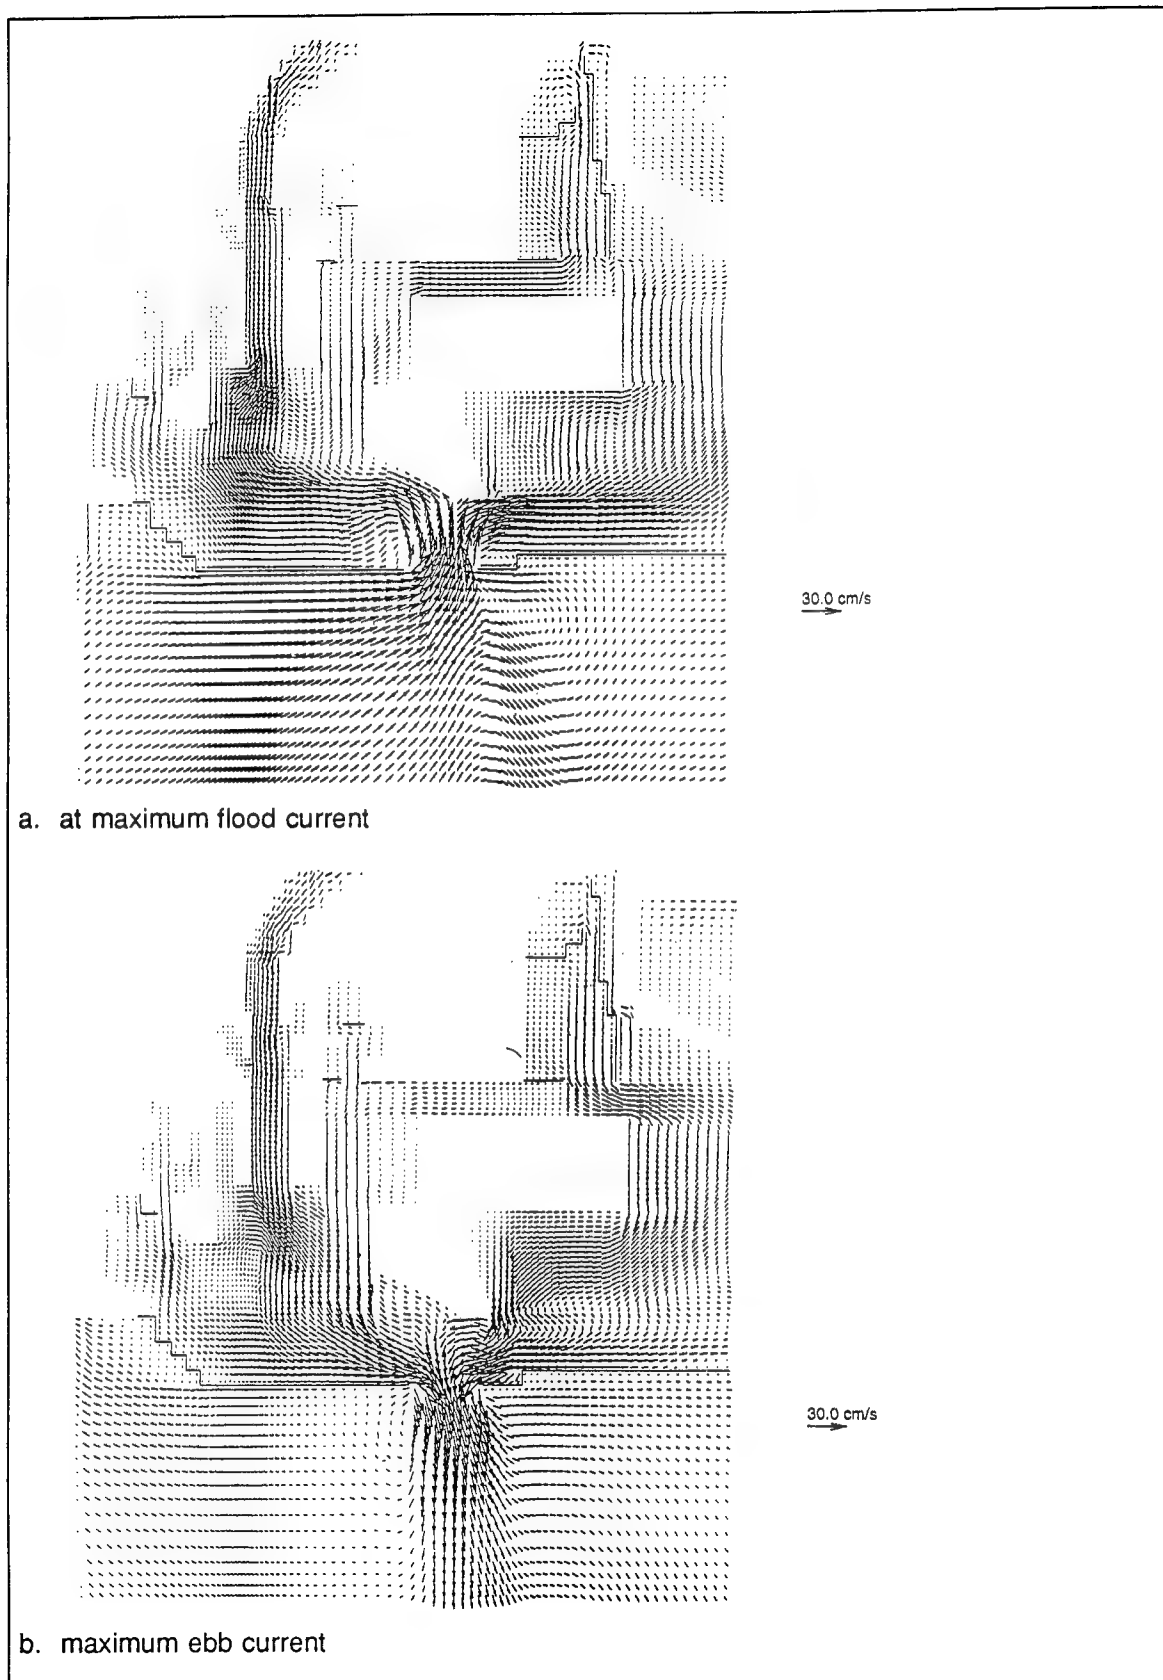 30.0 cm/s
a. at maximum flood current
30.0 cm/s
b. maximum ebb current